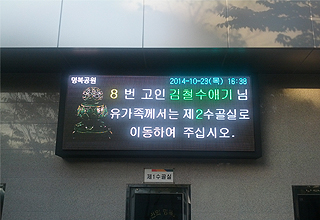 영복공원 2014-10-23(목) 16:38
8 번 고인 김철수애기 님
유가족께서는 제2수골실로
이동하여 주십시오.
제1수골실